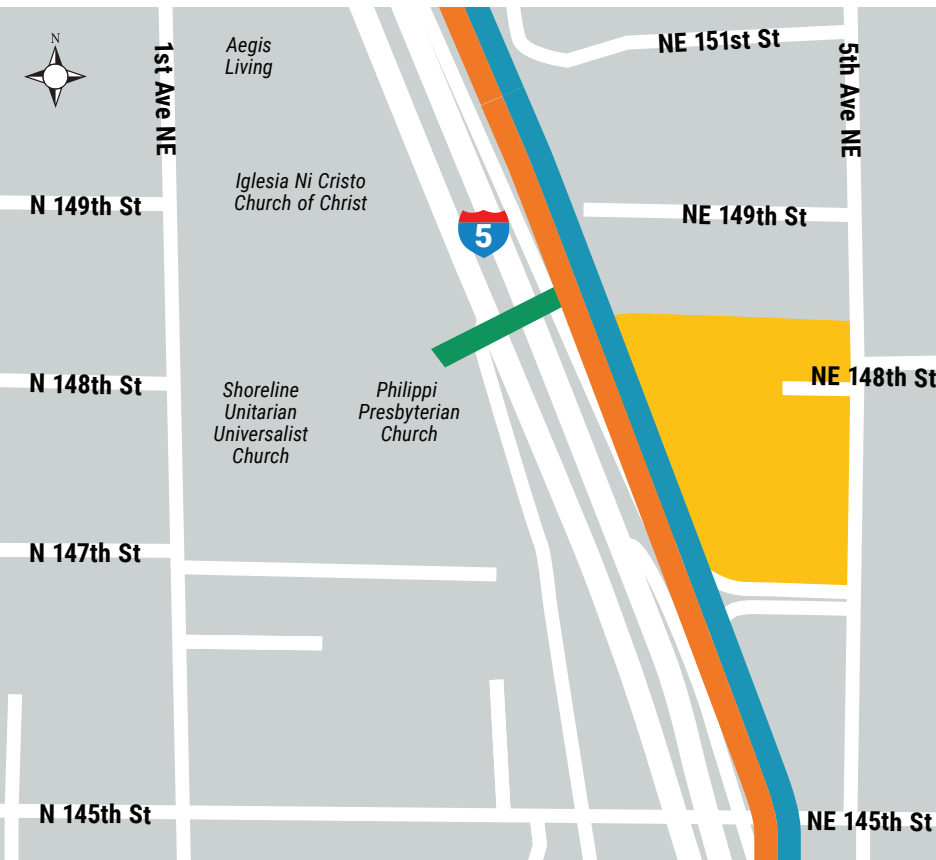 N
1st Ave NE
Aegis
Living
NE 151st St
5th Ave NE
Iglesia Ni Cristo
Church of Christ
N 149th St
NE 149th St
5
N 148th St
NE 148th St
Shoreline
Unitarian
Universalist
Church
Philippi
Presbyterian
Church
N 147th St
N 145th St
NE 145th St